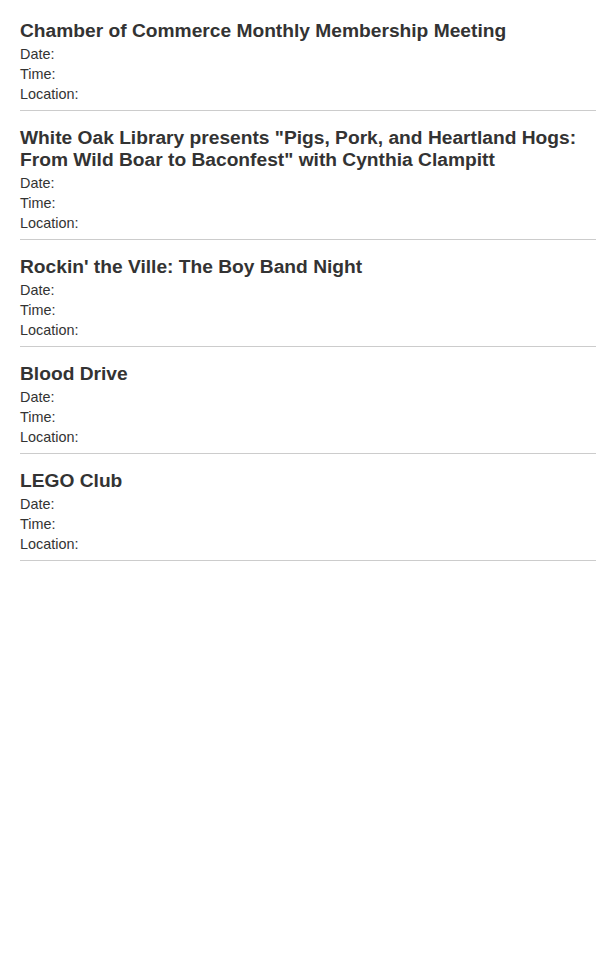 Chamber of Commerce Monthly Membership Meeting
Date:
Time:
Location:
White Oak Library presents "Pigs, Pork, and Heartland Hogs:
From Wild Boar to Baconfest" with Cynthia Clampitt
Date:
Time:
Location:
Rockin' the Ville: The Boy Band Night
Date:
Time:
Location:
Blood Drive
Date:
Time:
Location:
LEGO Club
Date:
Time:
Location: